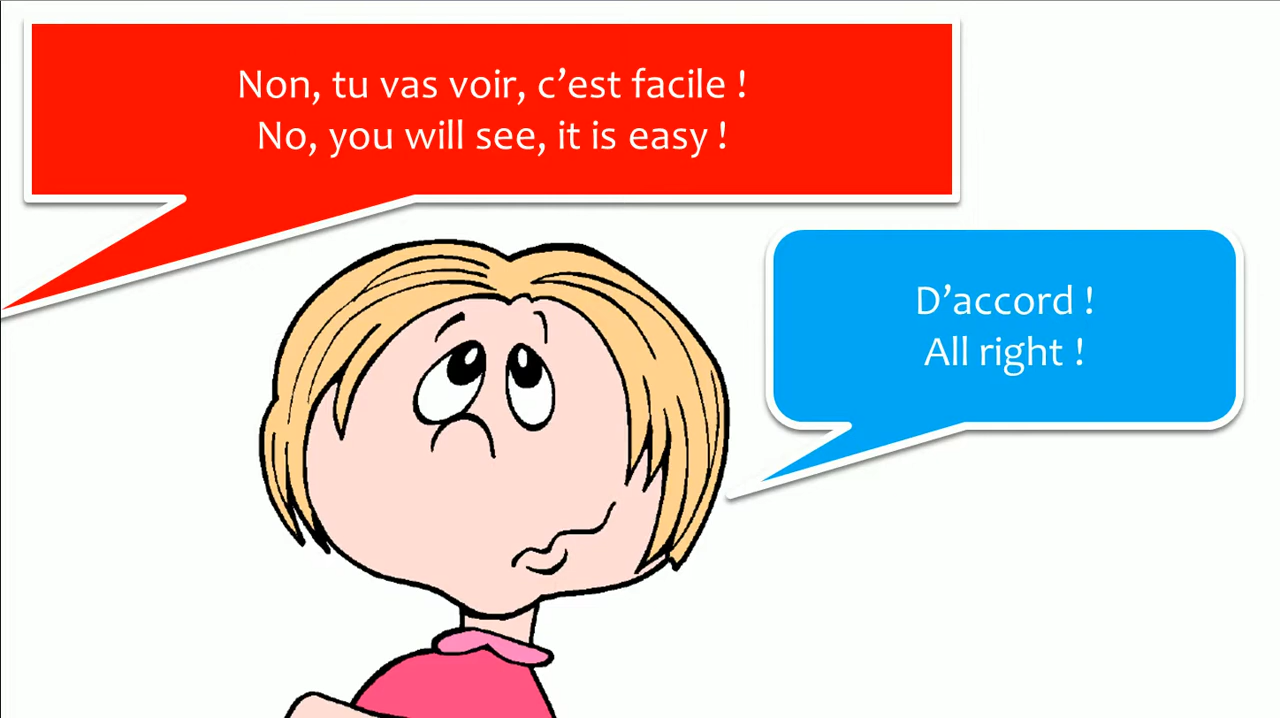 Non, tu vas voir, c’est facile !
No, you will see, it is easy !
D’accord !
All right !